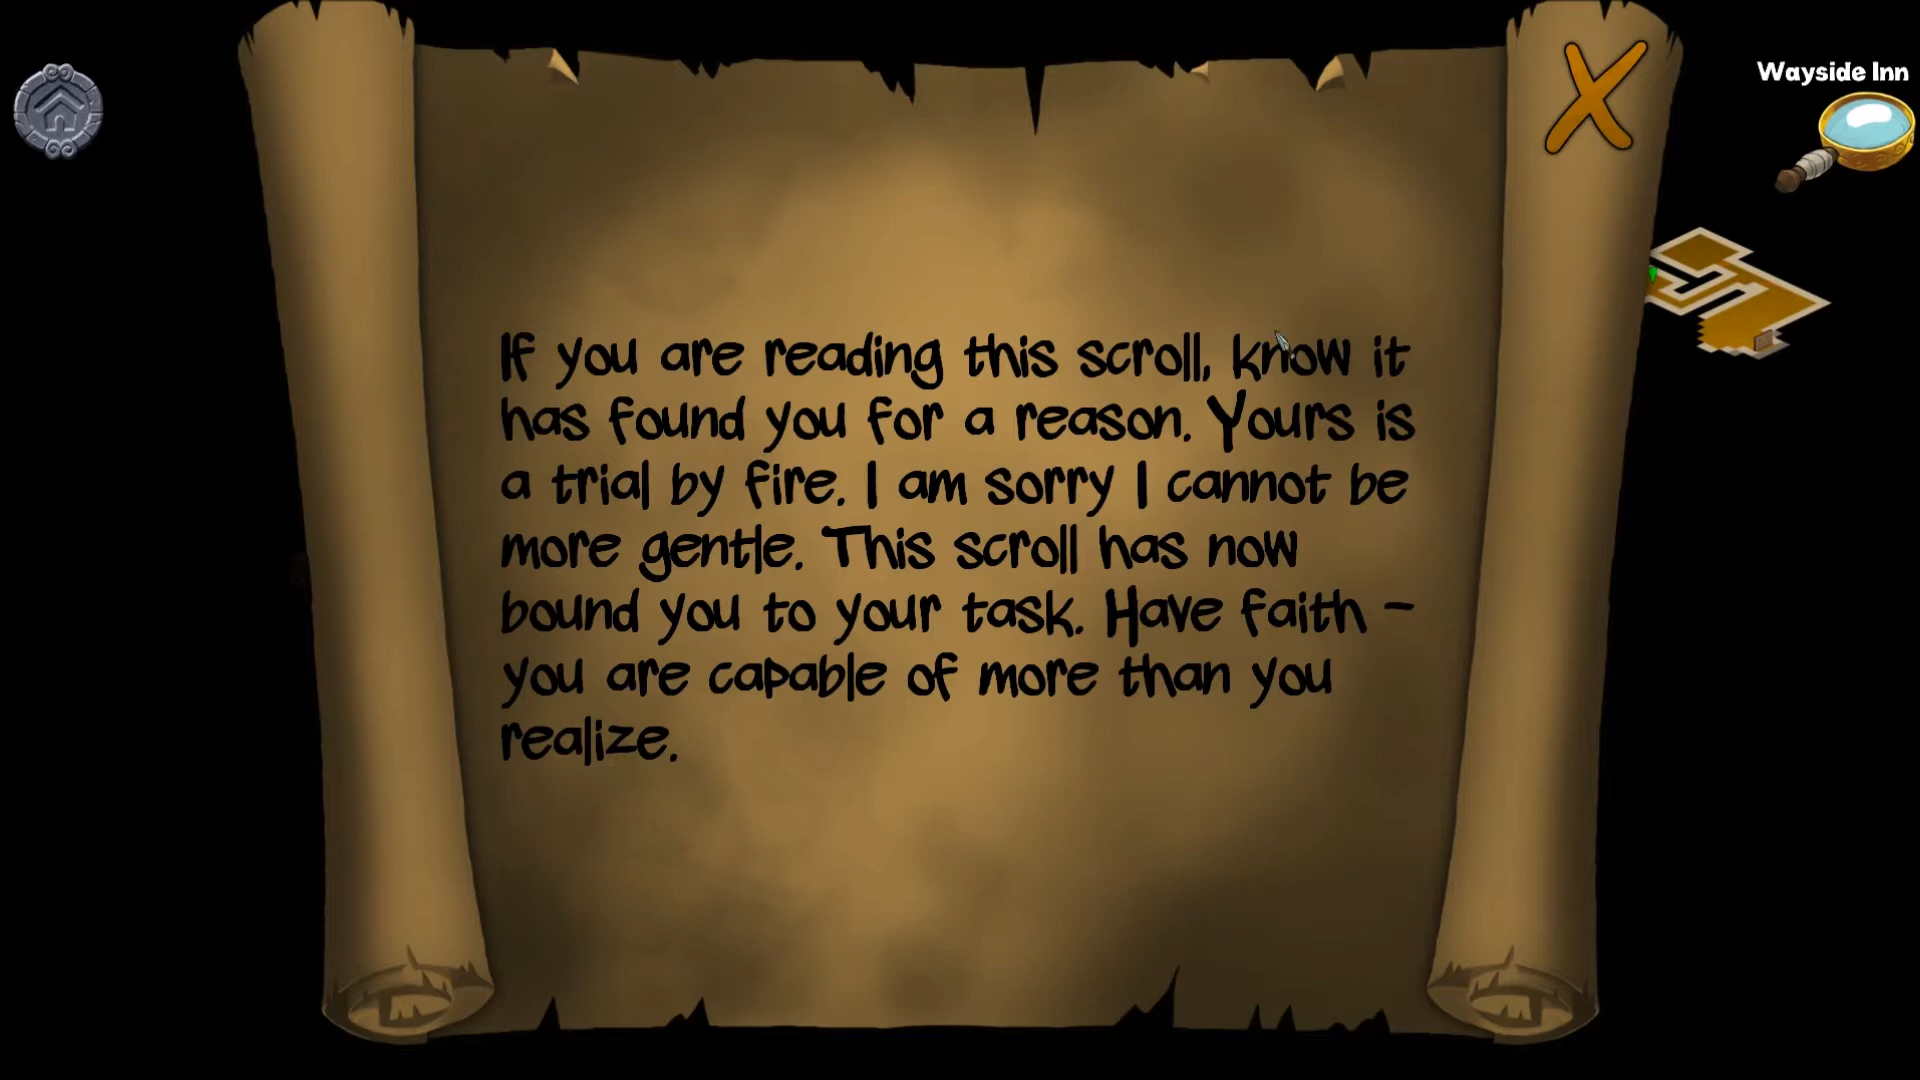 Wayside Inn
If you are reading this scroll, know it
has found you for a reason. Yours is
a trial by fire. I am sorry I cannot be
more gentle. This scroll has now
bound you to your task. Have faith -
you are capable of more than you
realize.